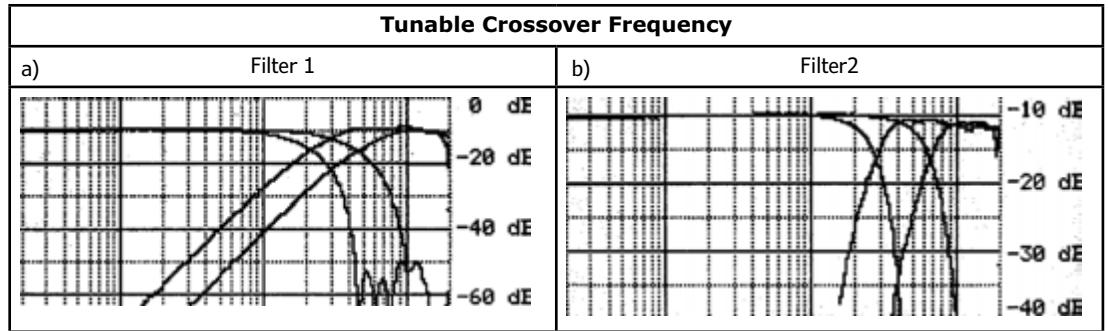 Tunable Crossover Frequency
a) Filter 1
b) Filter2
0 dB
-20 dB
-40 dB
-60 dB
-10 dB
-20 dB
-30 dB
-40 dB